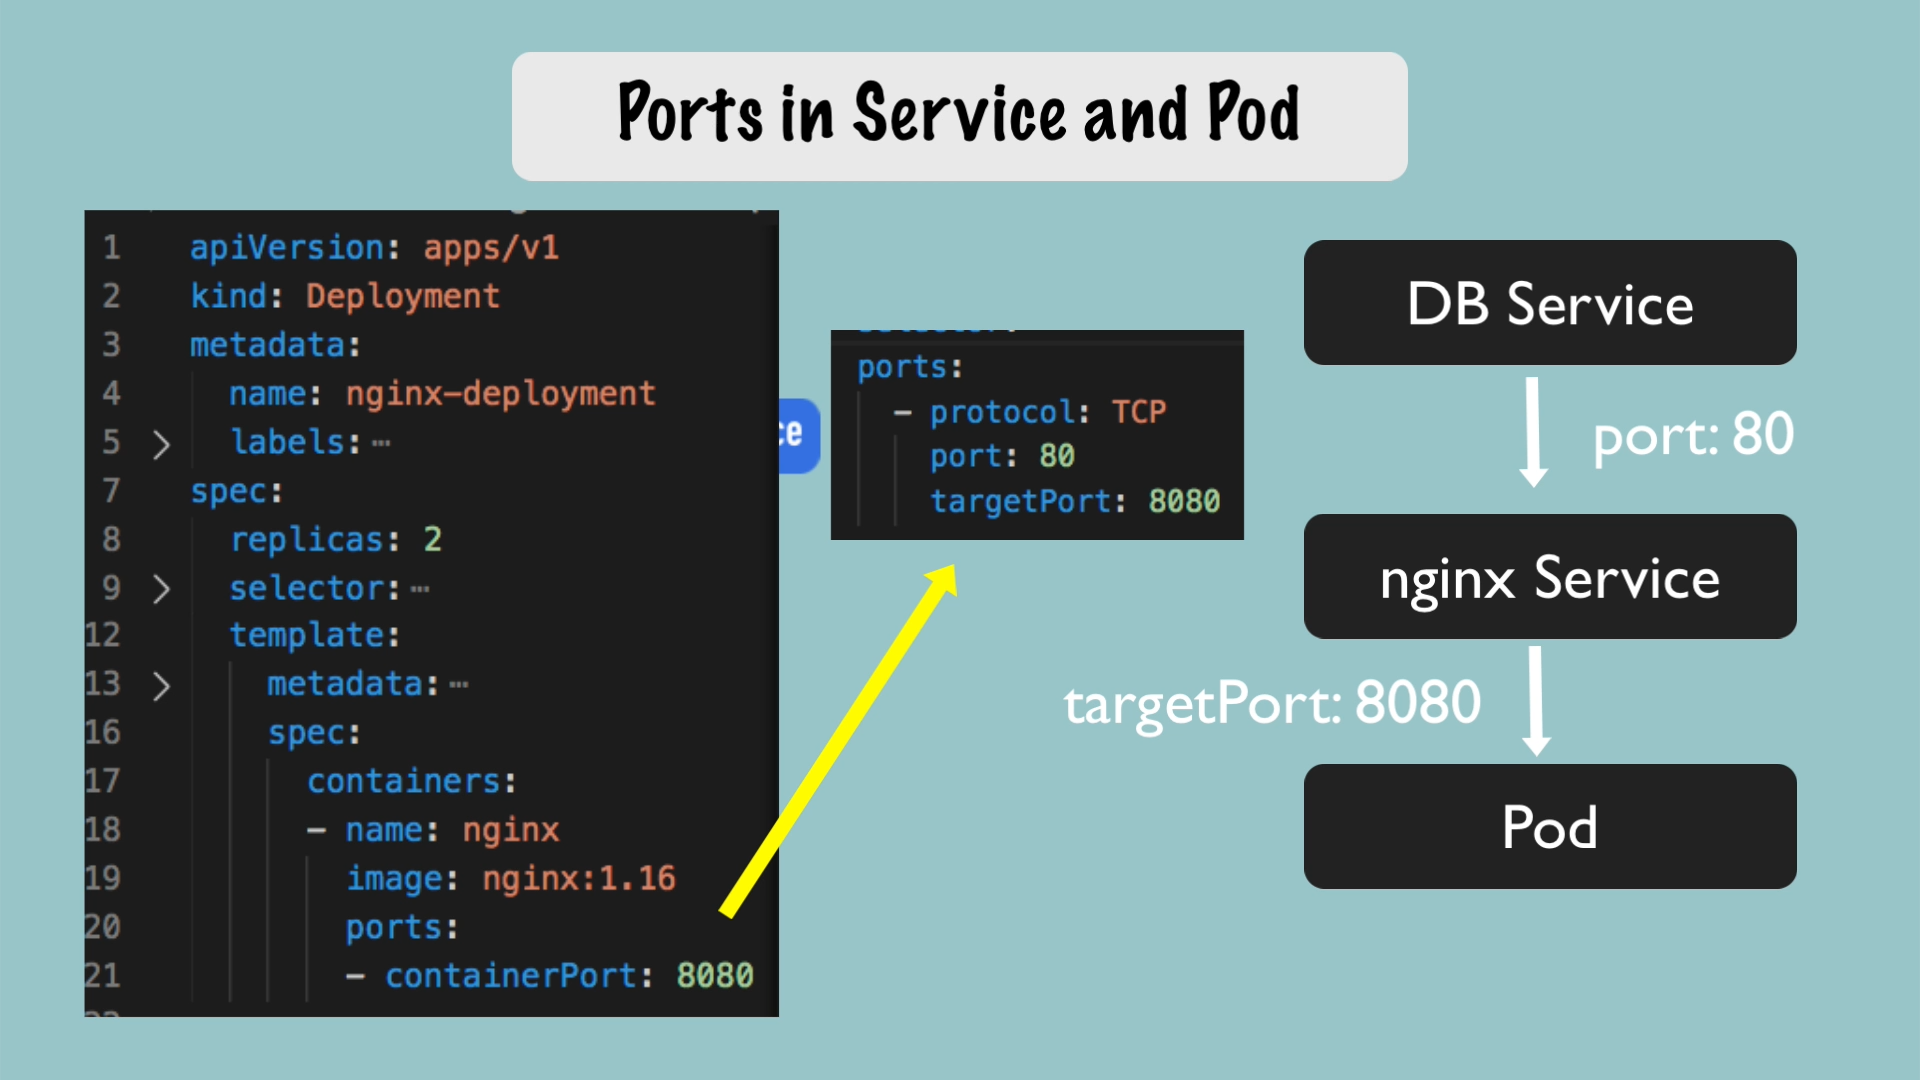 Ports in Service and Pod
1 apiVersion: apps/v1
2 kind: Deployment
3 metadata:
4 name: nginx-deployment
5 > labels:⋯
7 spec:
8 replicas: 2
9 > selector:⋯
12 template:
13 > metadata:⋯
16 spec:
17 containers:
18 - name: nginx
19 image: nginx:1.16
20 ports:
21 - containerPort: 8080
ce
ports:
- protocol: TCP
port: 80
targetPort: 8080
DB Service
port: 80
nginx Service
targetPort: 8080
Pod